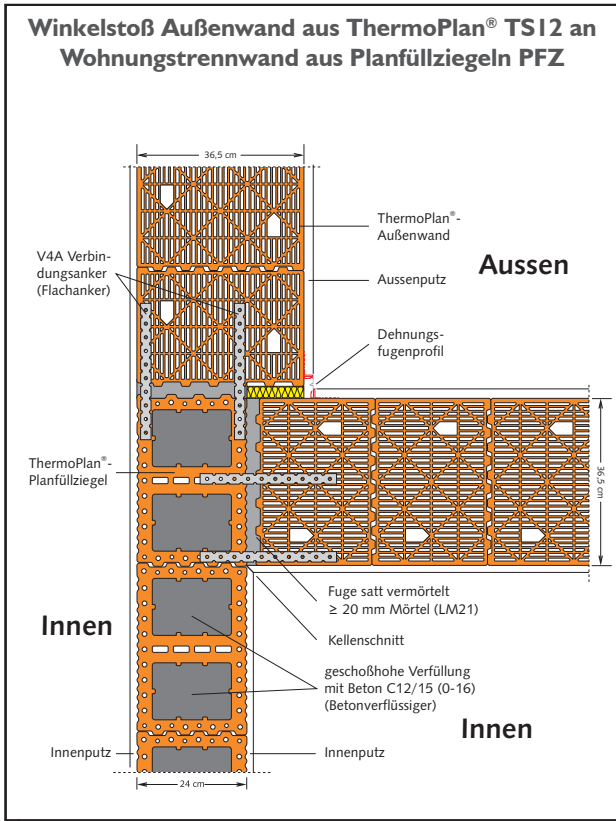 Winkelstoß Außenwand aus ThermoPlan® TS12 an
Wohnungstrennwand aus Planfüllziegeln PFZ
36,5 cm
ThermoPlan®-
Außenwand
V4A Verbin-
dungsanker
(Flachanker)
Aussen
Aussenputz
Dehnungs-
fugenprofil
ThermoPlan®-
Planfüllziegel
36,5 cm
Fuge satt vermörtelt
≥ 20 mm Mörtel (LM21)
Innen
Kellenschnitt
geschoßhohe Verfüllung
mit Beton C12/15 (0-16)
(Betonverflüssiger)
Innen
Innenputz
Innenputz
24 cm